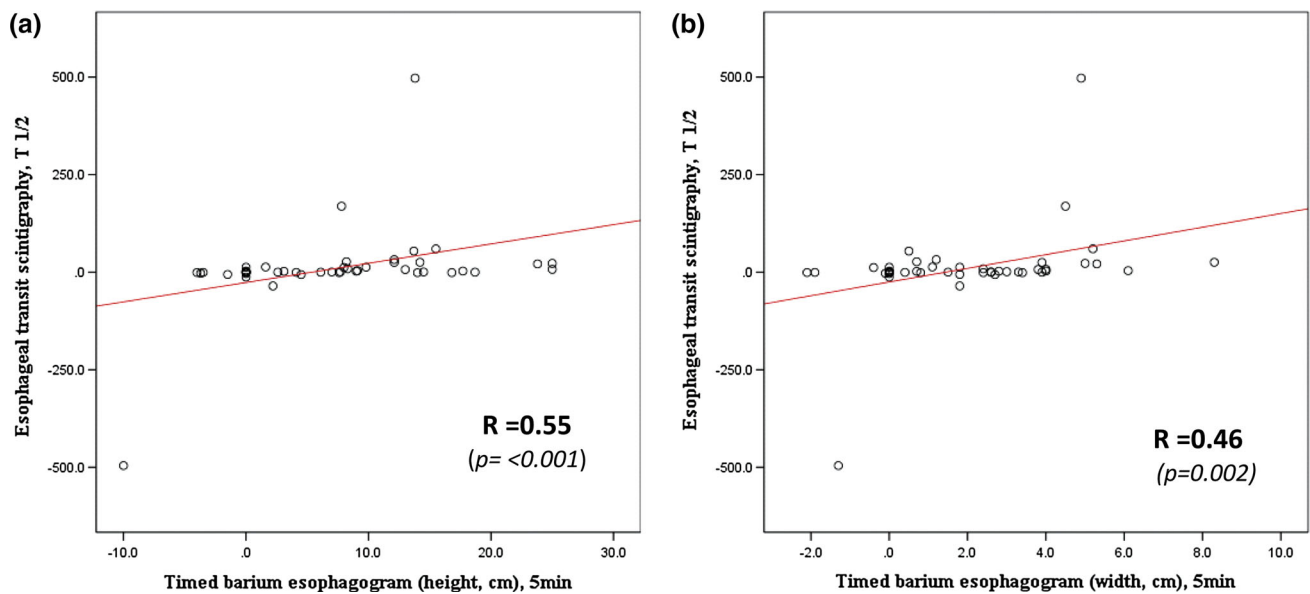 (a)
Esophageal transit scintigraphy, T 1/2
500.0
250.0
.0
-250.0
-500.0
R =0.55
(p= <0.001)
-10.0 .0 10.0 20.0 30.0
Timed barium esophagogram (height, cm), 5min
(b)
Esophageal transit scintigraphy, T 1/2
500.0
250.0
.0
-250.0
-500.0
R =0.46
(p=0.002)
-2.0 .0 2.0 4.0 6.0 8.0 10.0
Timed barium esophagogram (width, cm), 5min